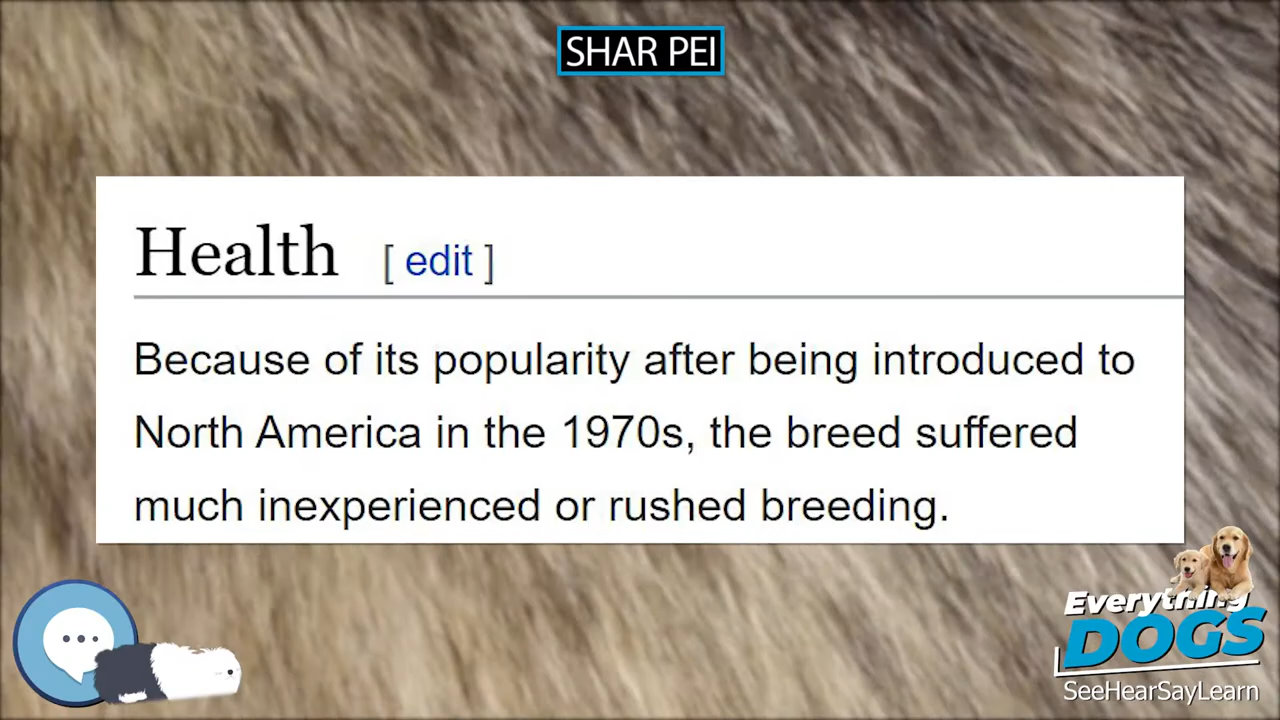 SHAR PEI
Health [ edit ]
Because of its popularity after being introduced to
North America in the 1970s, the breed suffered
much inexperienced or rushed breeding.
Everything
DOGS
SeeHearSayLearn